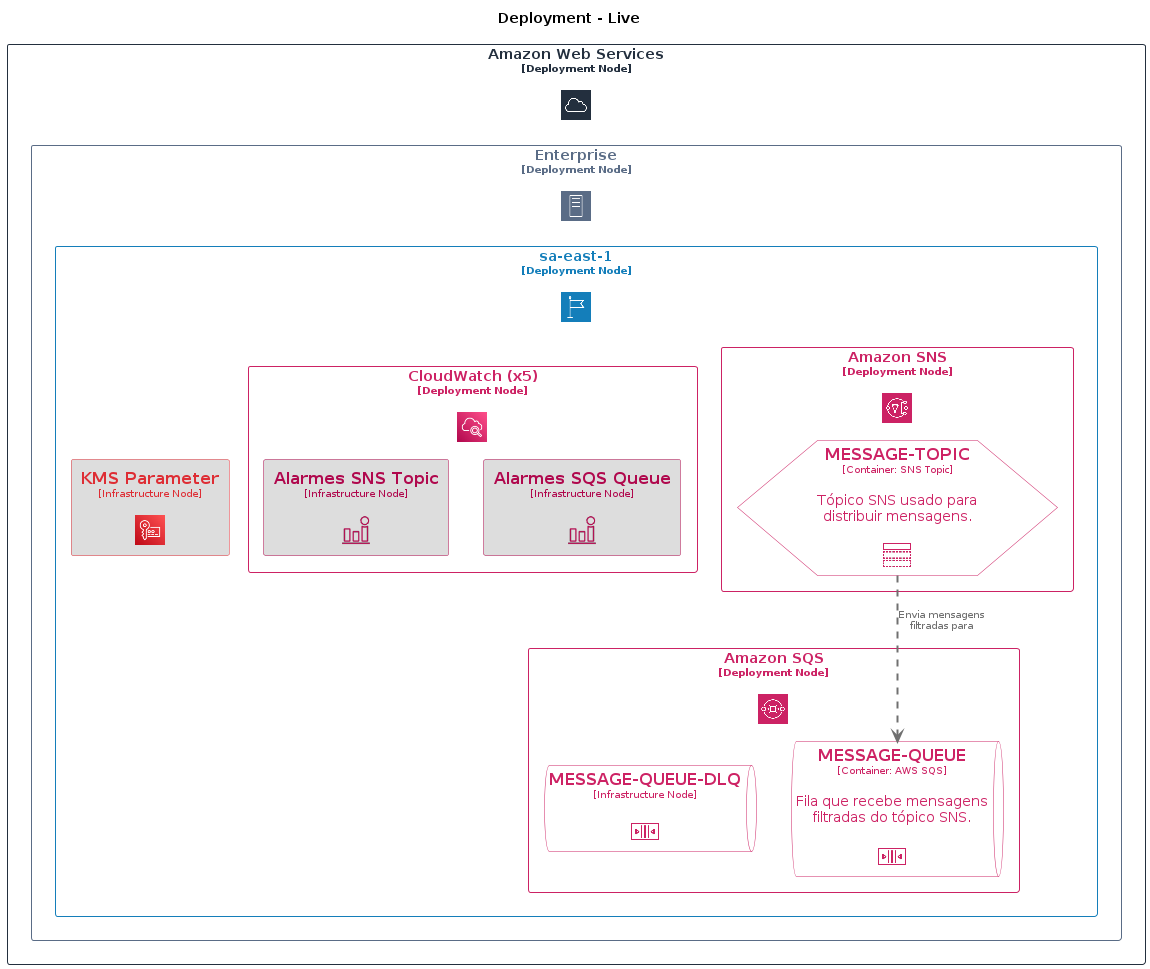 Deployment - Live
Amazon Web Services
[Deployment Node]
Enterprise
[Deployment Node]
sa-east-1
[Deployment Node]
Amazon SNS
[Deployment Node]
CloudWatch (x5)
[Deployment Node]
MESSAGE-TOPIC
[Container: SNS Topic]
Tópico SNS usado para
distribuir mensagens.
KMS Parameter
[Infrastructure Node]
Alarmes SNS Topic
[Infrastructure Node]
Alarmes SQS Queue
[Infrastructure Node]
Envia mensagens
filtradas para
Amazon SQS
[Deployment Node]
MESSAGE-QUEUE-DLQ
[Infrastructure Node]
MESSAGE-QUEUE
[Container: AWS SQS]
Fila que recebe mensagens
filtradas do tópico SNS.